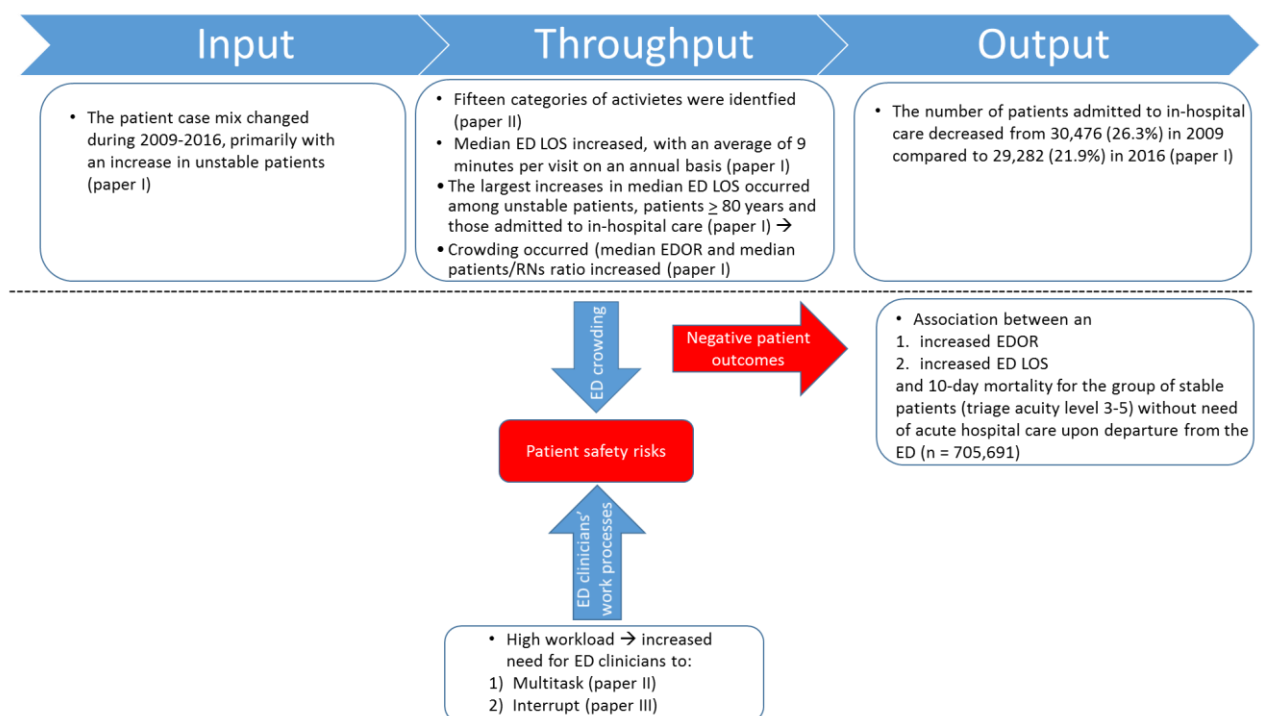 Input
Throughput
Output
• The patient case mix changed
during 2009-2016, primarily with
an increase in unstable patients
(paper I)
• Fifteen categories of activietes were identfied
(paper II)
• Median ED LOS increased, with an average of 9
minutes per visit on an annual basis (paper I)
• The largest increases in median ED LOS occurred
among unstable patients, patients ≥ 80 years and
those admitted to in-hospital care (paper I) →
• Crowding occurred (median EDOR and median
patients/RNs ratio increased (paper I)
• The number of patients admitted to in-hospital
care decreased from 30,476 (26.3%) in 2009
compared to 29,282 (21.9%) in 2016 (paper I)
ED crowding
Negative patient
outcomes
• Association between an
1. increased EDOR
2. increased ED LOS
and 10-day mortality for the group of stable
patients (triage acuity level 3-5) without need
of acute hospital care upon departure from the
ED (n = 705,691)
Patient safety risks
ED clinicians’
work processes
• High workload → increased
need for ED clinicians to:
1) Multitask (paper II)
2) Interrupt (paper III)